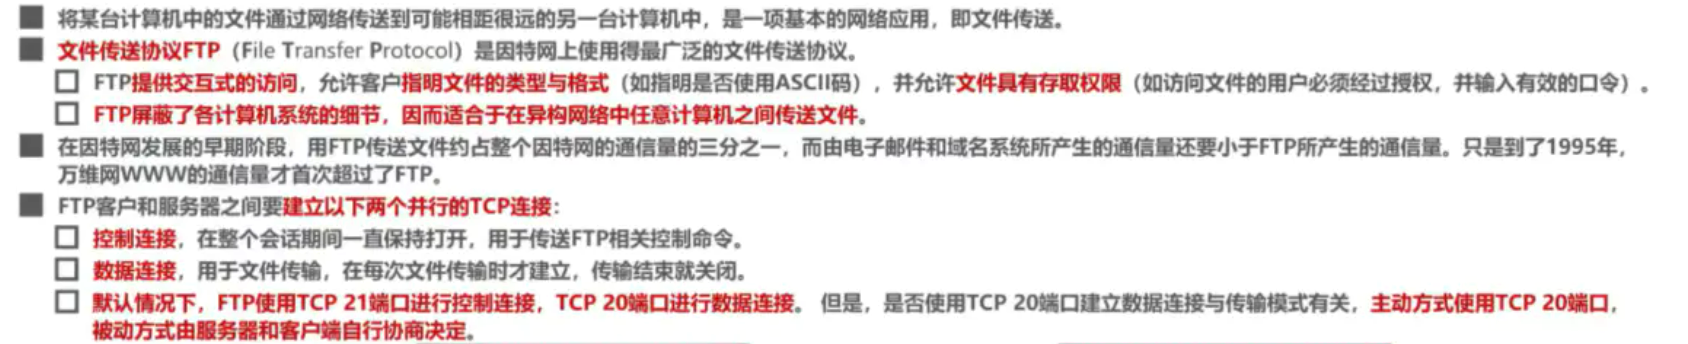 将某台计算机中的文件通过网络传送到可能相距很远的另一台计算机中，是一项基本的网络应用，即文件传送。
文件传送协议FTP（File Transfer Protocol）是因特网上使用得最广泛的文件传送协议。
FTP提供交互式的访问，允许客户指明文件的类型与格式（如指明是否使用ASCII码），并允许文件具有存取权限（如访问文件的用户必须经过授权，并输入有效的口令）。
FTP屏蔽了各计算机系统的细节，因而适合于在异构网络中任意计算机之间传送文件。
在因特网发展的早期阶段，用FTP传送文件约占整个因特网的通信量的三分之一，而由电子邮件和域名系统所产生的通信量还要小于FTP所产生的通信量。只是到了1995年，
万维网WWW的通信量才首次超过了FTP。
FTP客户和服务器之间要建立以下两个并行的TCP连接：
控制连接，在整个会话期间一直保持打开，用于传送FTP相关控制命令。
数据连接，用于文件传输，在每次文件传输时才建立，传输结束就关闭。
默认情况下，FTP使用TCP 21端口进行控制连接，TCP 20端口进行数据连接。 但是，是否使用TCP 20端口建立数据连接与传输模式有关，主动方式使用TCP 20端口，
被动方式由服务器和客户端自行协商决定。